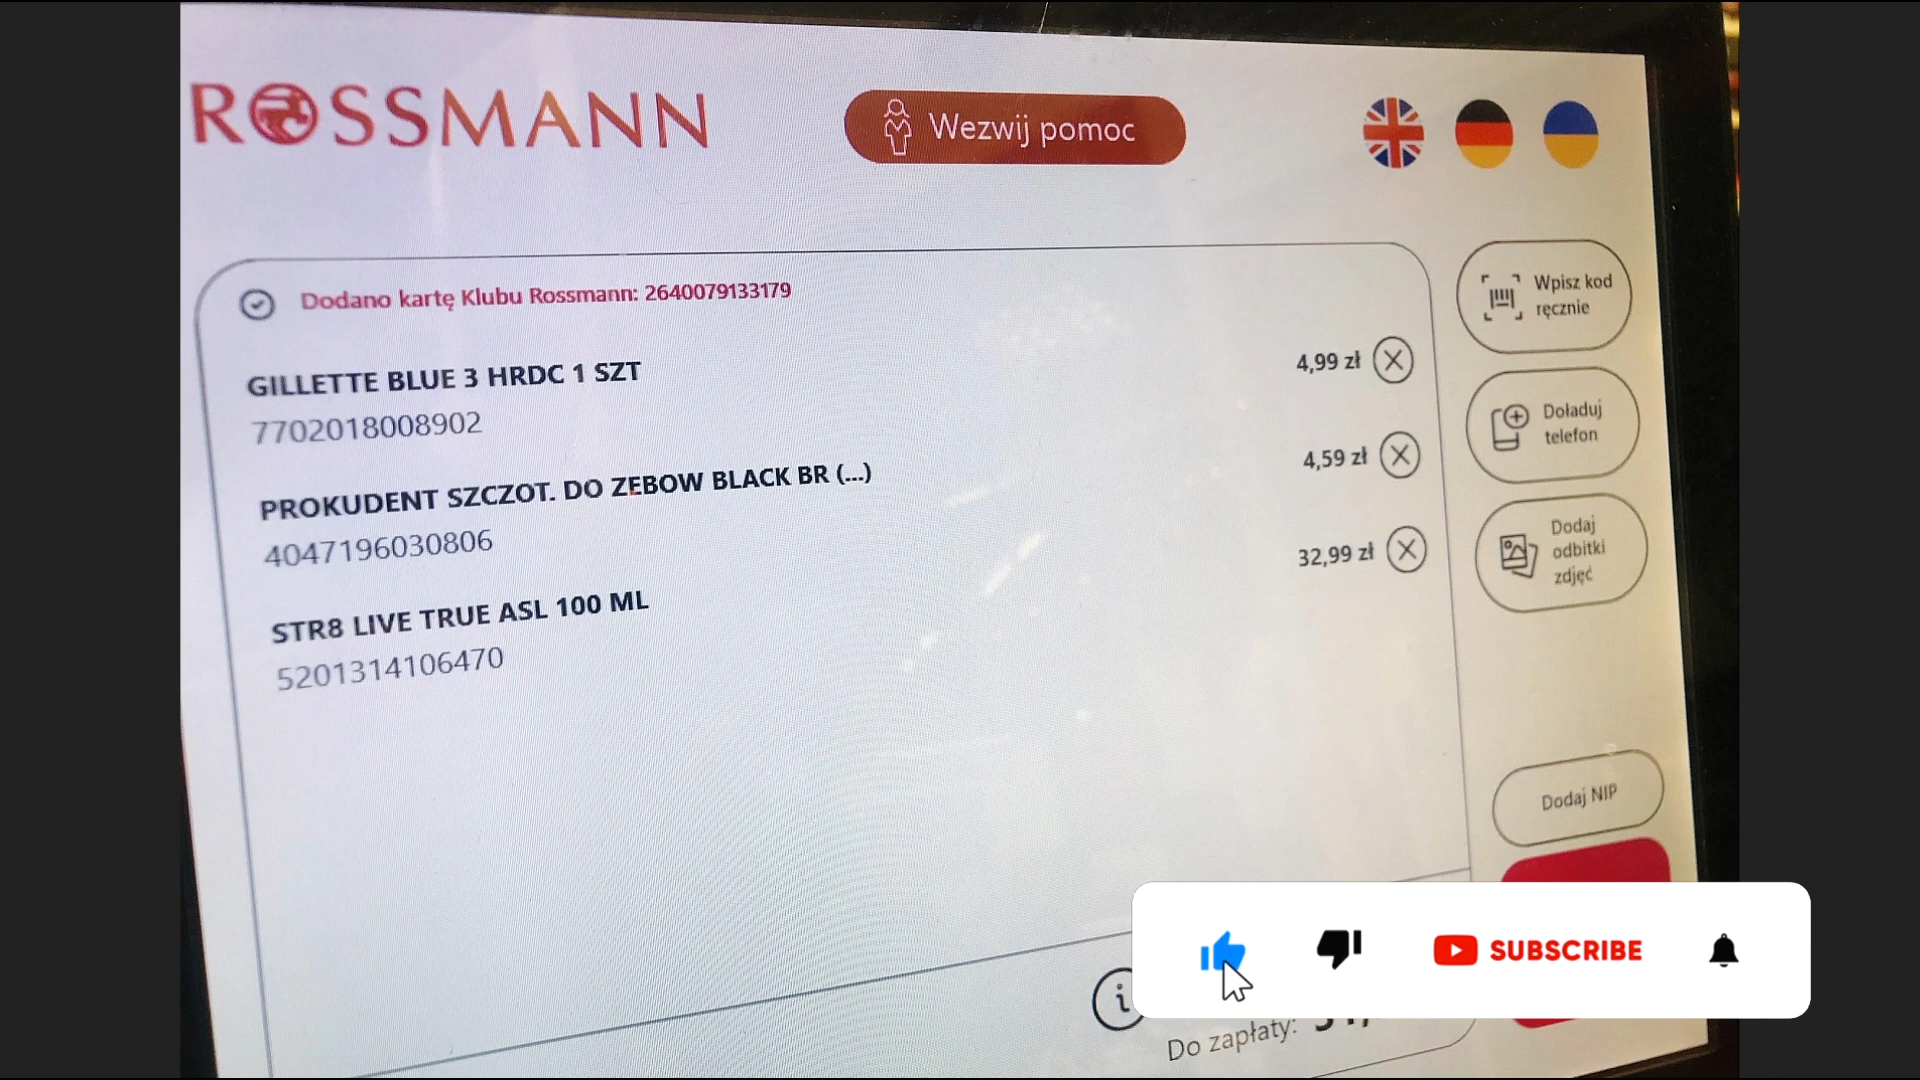 ROSSMANN
Wezwij pomoc
Dodano kartę Klubu Rossmann: 2640079133179
GILLETTE BLUE 3 HRDC 1 SZT
4,99 zł
7702018008902
PROKUDENT SZCZOT. DO ZEBOW BLACK BR (...)
4,59 zł
4047196030806
STR8 LIVE TRUE ASL 100 ML
32,99 zł
5201314106470
Wpisz kod
ręcznie
Doładuj
telefon
Dodaj
odbitki
zdjęć
Dodaj NIP
SUBSCRIBE
Do zapłaty: